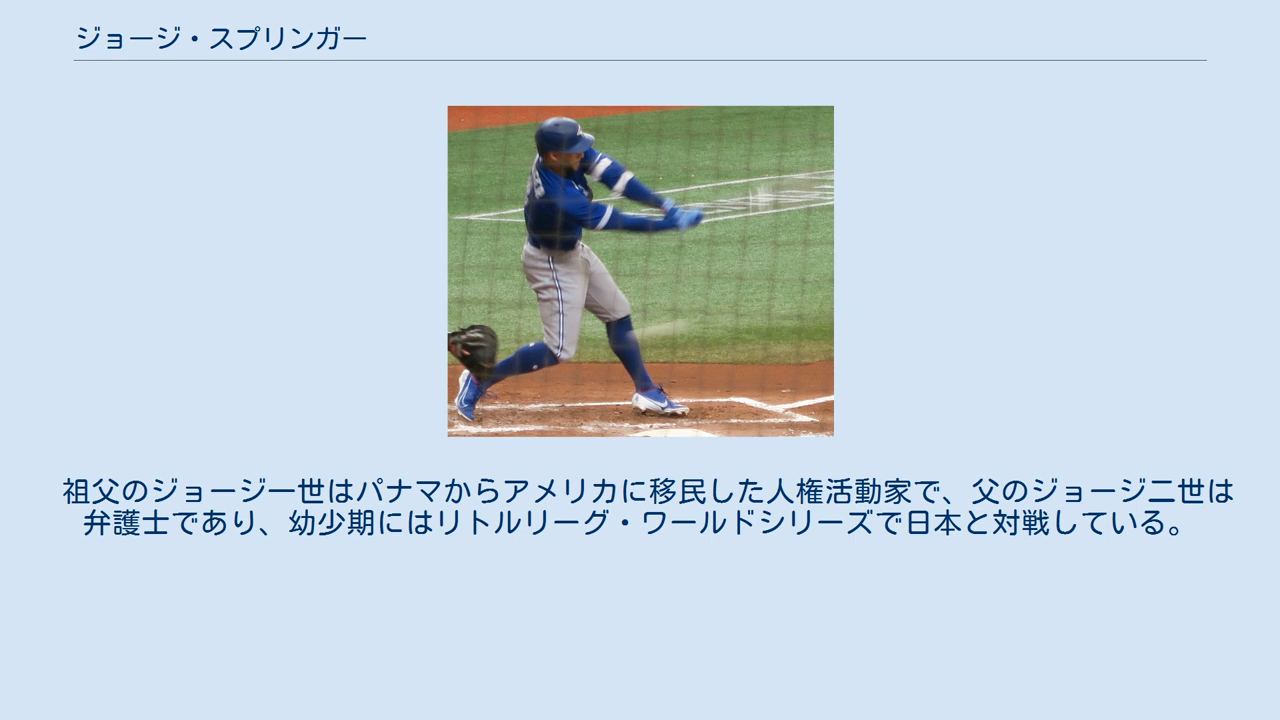 ジョージ・スプリンガー
祖父のジョージ一世はパナマからアメリカに移民した人権活動家で、父のジョージ二世は
弁護士であり、幼少期にはリトルリーグ・ワールドシリーズで日本と対戦している。